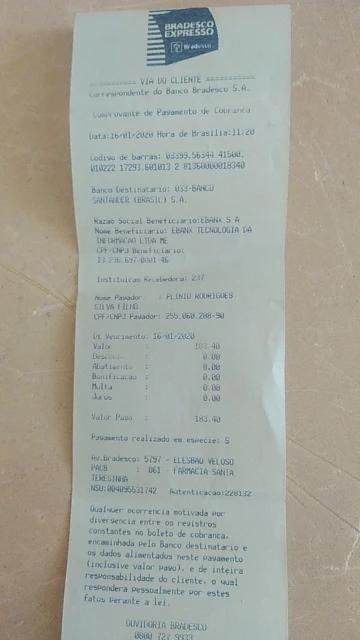 BRADESCO
EXPRESSO
Bradesco
=========== VIA DO CLIENTE ===========
Correspondente do Banco Bradesco S.A.
Comprovante de Pagamento de Cobranca
Data:16/01/2020 Hora de Brasilia:11:20
Codigo de barras: 03399.56344 41500.
010222 17293.601013 2 81360000018340
Banco Destinatario: 033-BANCO
SANTANDER (BRASIL) S.A.
Razao Social Beneficiario:EBANX S A
Nome Beneficiario: EBANX TECNOLOGIA DA
INFORMACAO LTDA ME
CPF/CNPJ Beneficiario:
Instituicao Recebedora: 237
Nome Pagador : PLINIO RODRIGUES
SILVA FILHO
CPF/CNPJ Pagador: 255.060.208-90
Dt Vencimento: 16/01/2020
Valor : 183.40
Desconto : 0.00
Abatimento : 0.00
Bonificacao : 0.00
Multa : 0.00
Juros : 0.00
Valor Pago : 183.40
Pagamento realizado em especie: S
Ag.Bradesco: 5797 - ELESBAO VELOSO
PACB : 061 - FARMACIA SANTA
TERESINHA
NSU:004095531742 Autenticacao:228132
Qualquer ocorrencia motivada por
divergencia entre os registros
constantes no boleto de cobranca,
encaminhada pelo Banco destinatario e
os dados alimentados neste pagamento
(inclusive valor pago), e de inteira
responsabilidade do cliente, o qual
respondera pessoalmente por estes
fatos perante a lei.
OUVIDORIA BRADESCO
0800 727 9933